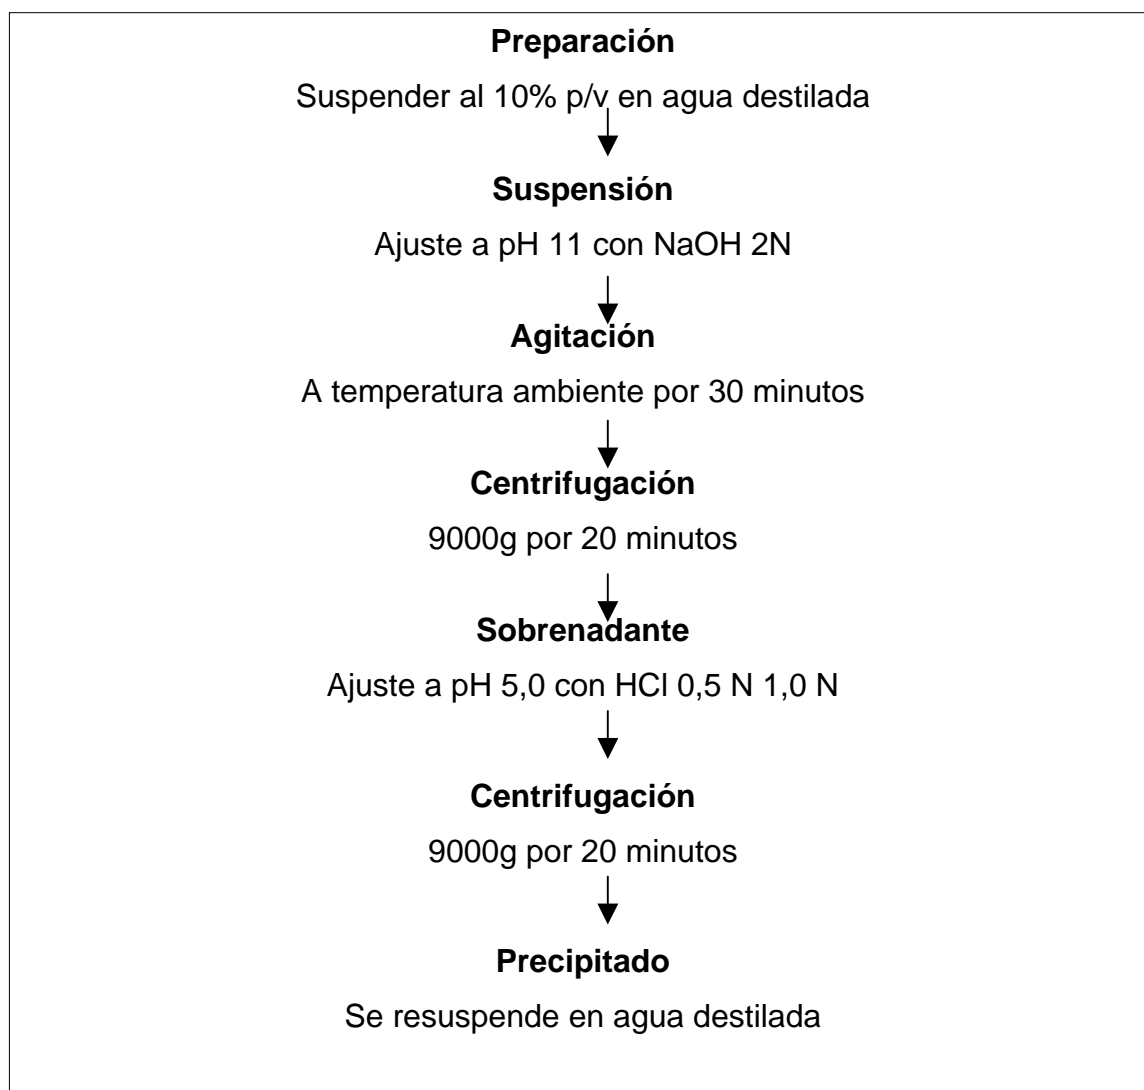 Preparación
Suspender al 10% p/v en agua destilada
Suspensión
Ajuste a pH 11 con NaOH 2N
Agitación
A temperatura ambiente por 30 minutos
Centrifugación
9000g por 20 minutos
Sobrenadante
Ajuste a pH 5,0 con HCl 0,5 N 1,0 N
Centrifugación
9000g por 20 minutos
Precipitado
Se resuspende en agua destilada